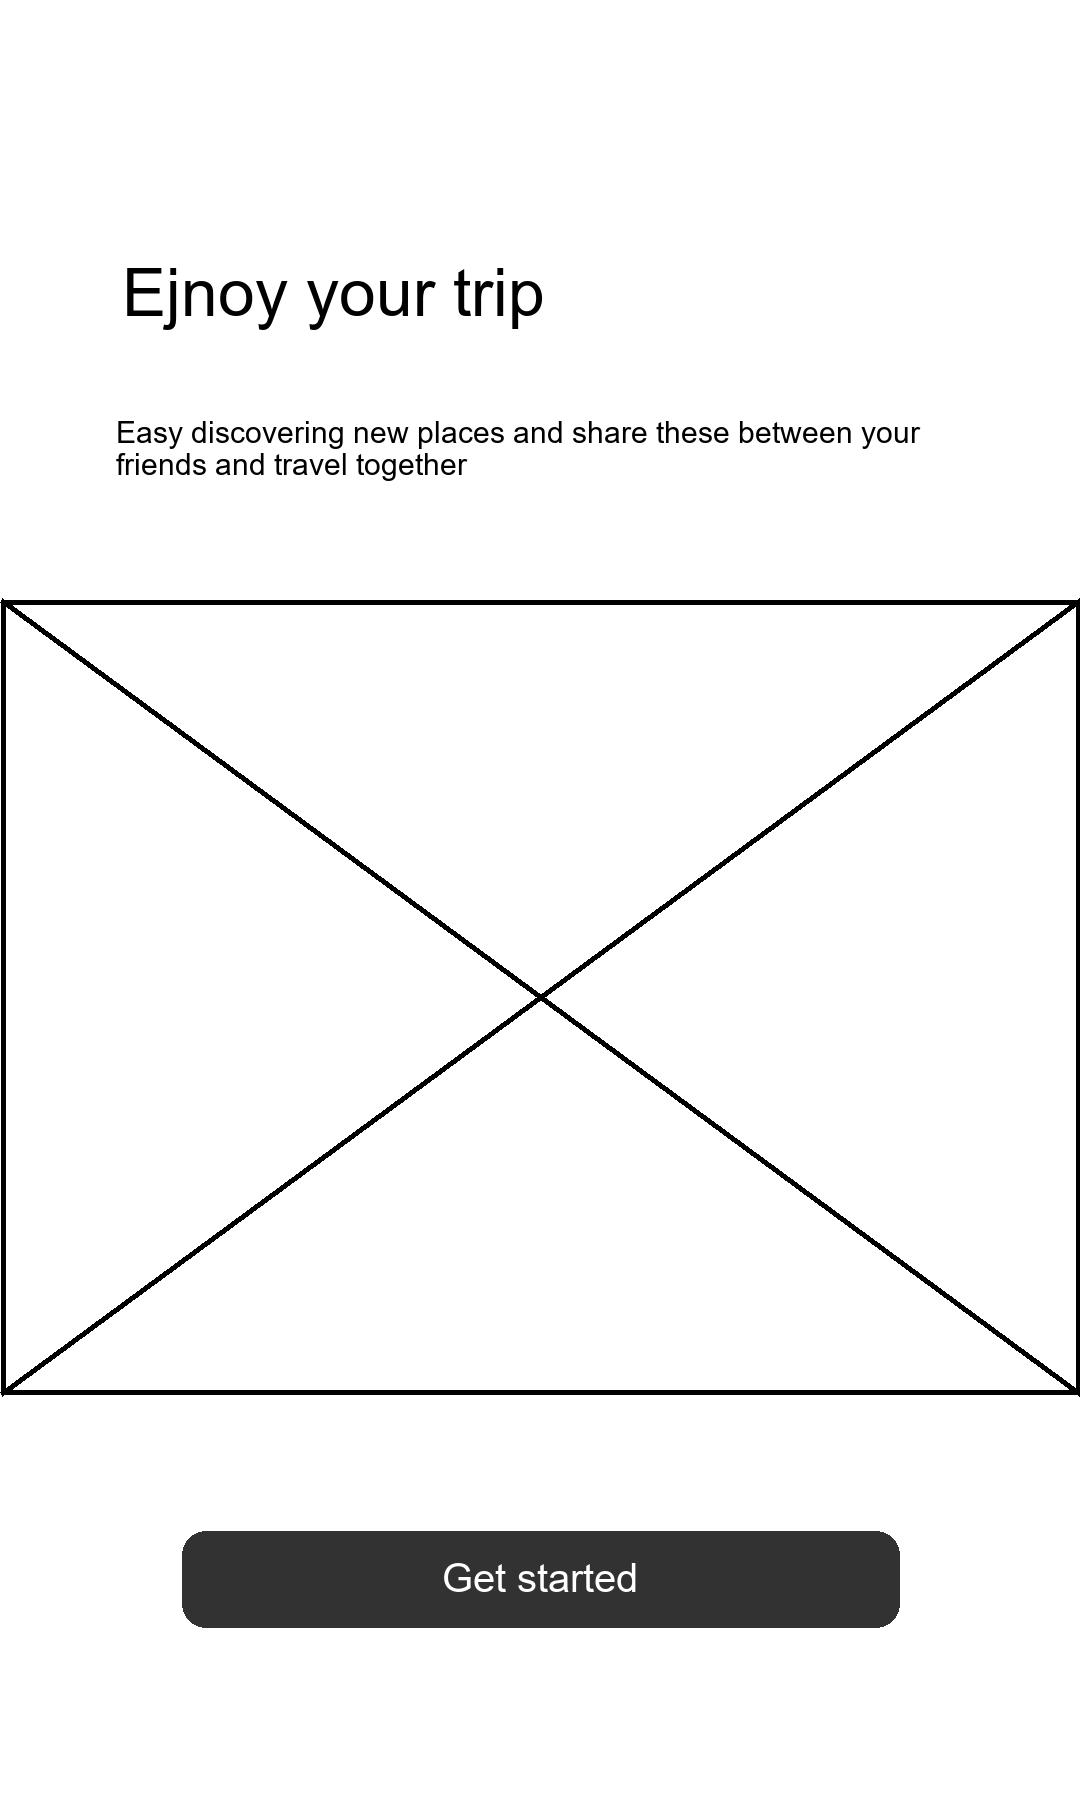 Ejnoy your trip
Easy discovering new places and share these between your
friends and travel together
Get started